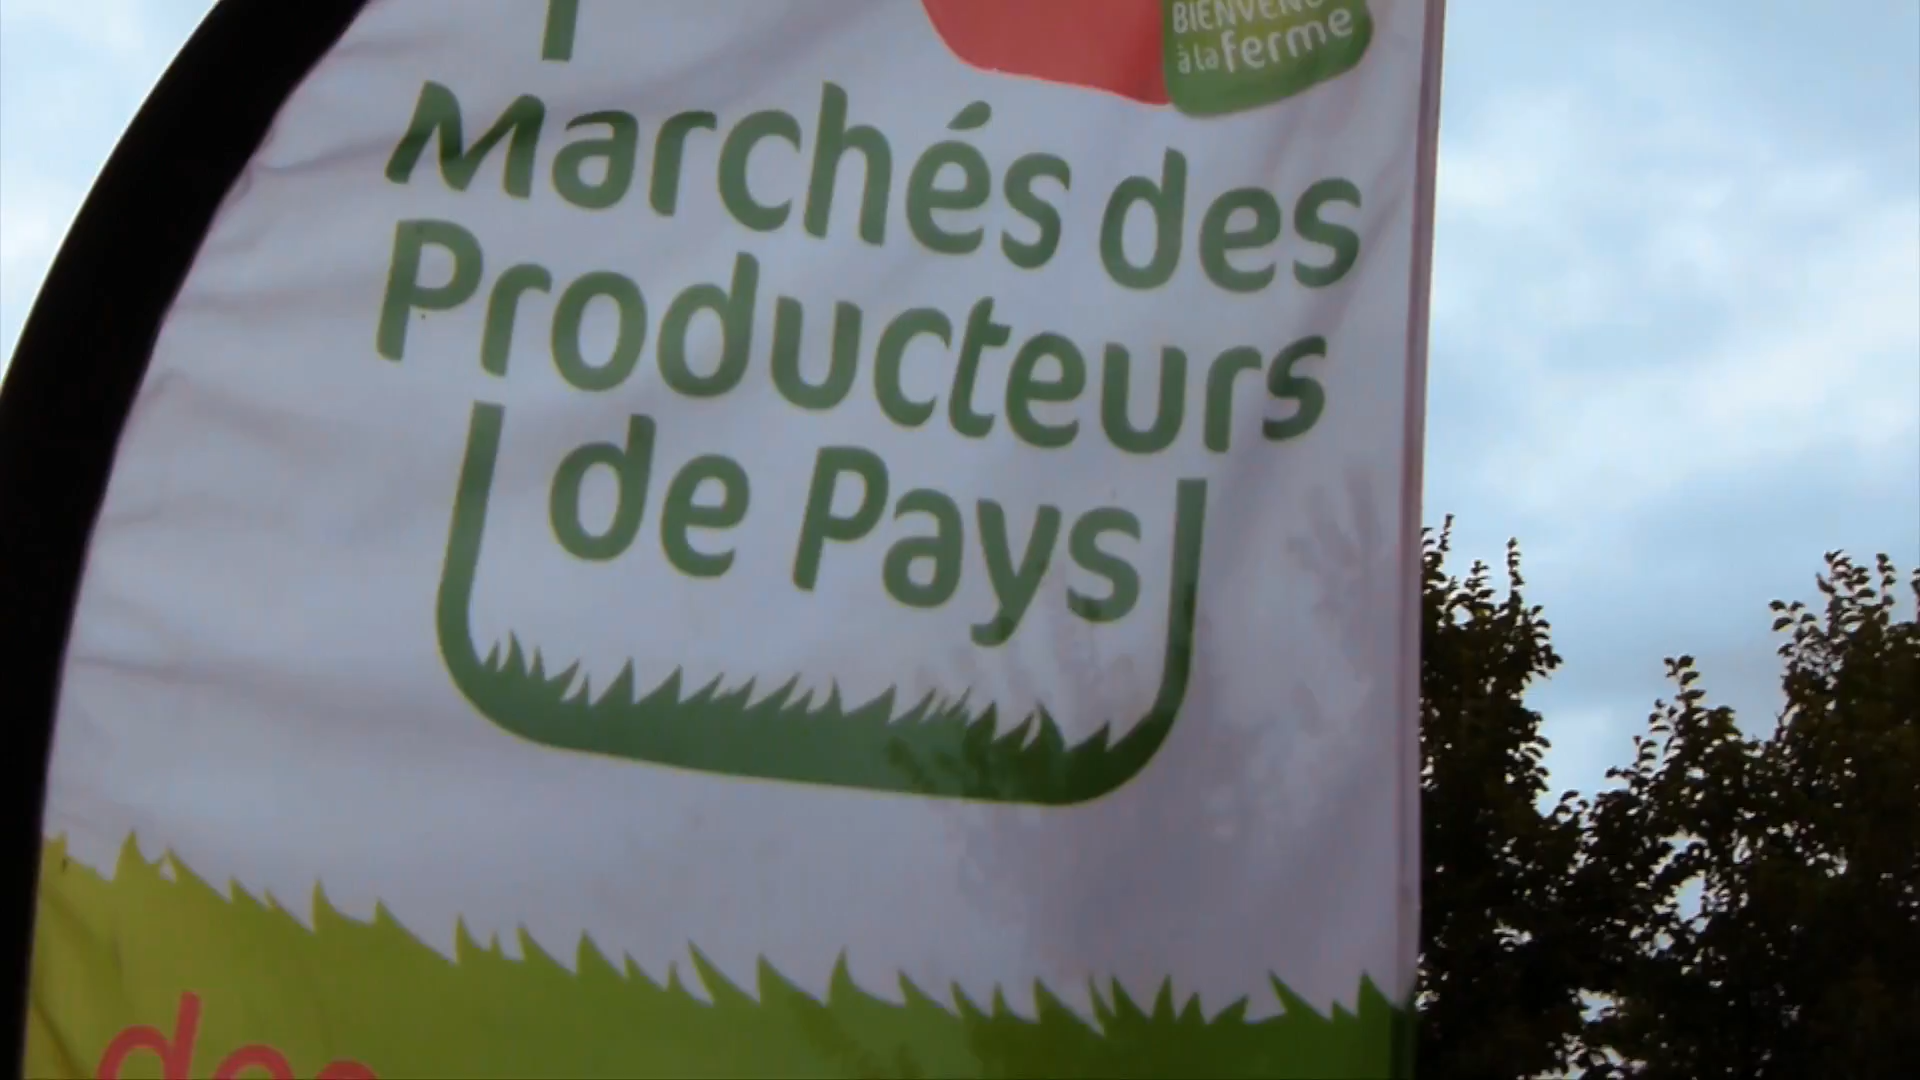 à la ferme
Marchés des
Producteurs
de Pays